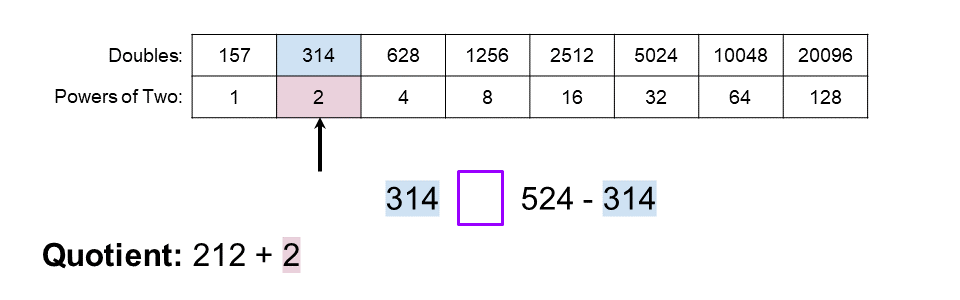 Doubles: 157 314 628 1256 2512 5024 10048 20096
Powers of Two: 1 2 4 8 16 32 64 128
314 524 - 314
Quotient: 212 + 2